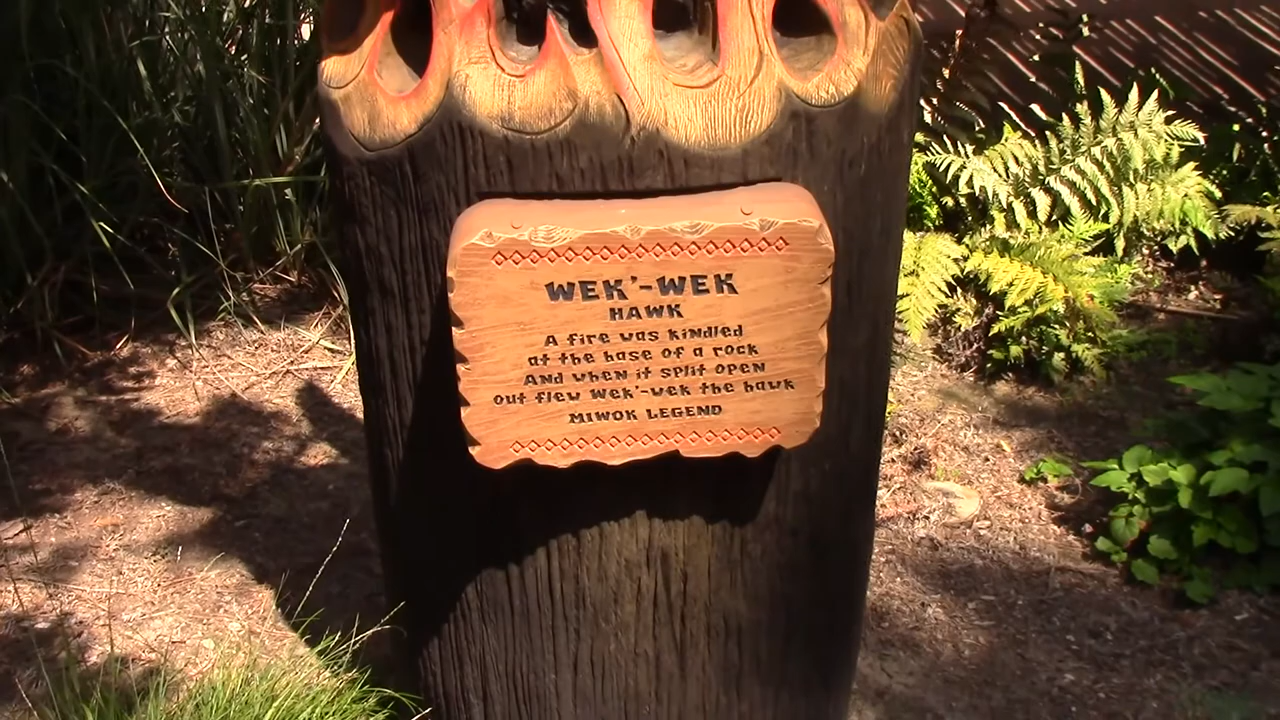 WEK'-WEK
HAWK
A fire was kindled
at the base of a rock
And when it split open
out flew Wek'-wek the hawk
MIWOK LEGEND